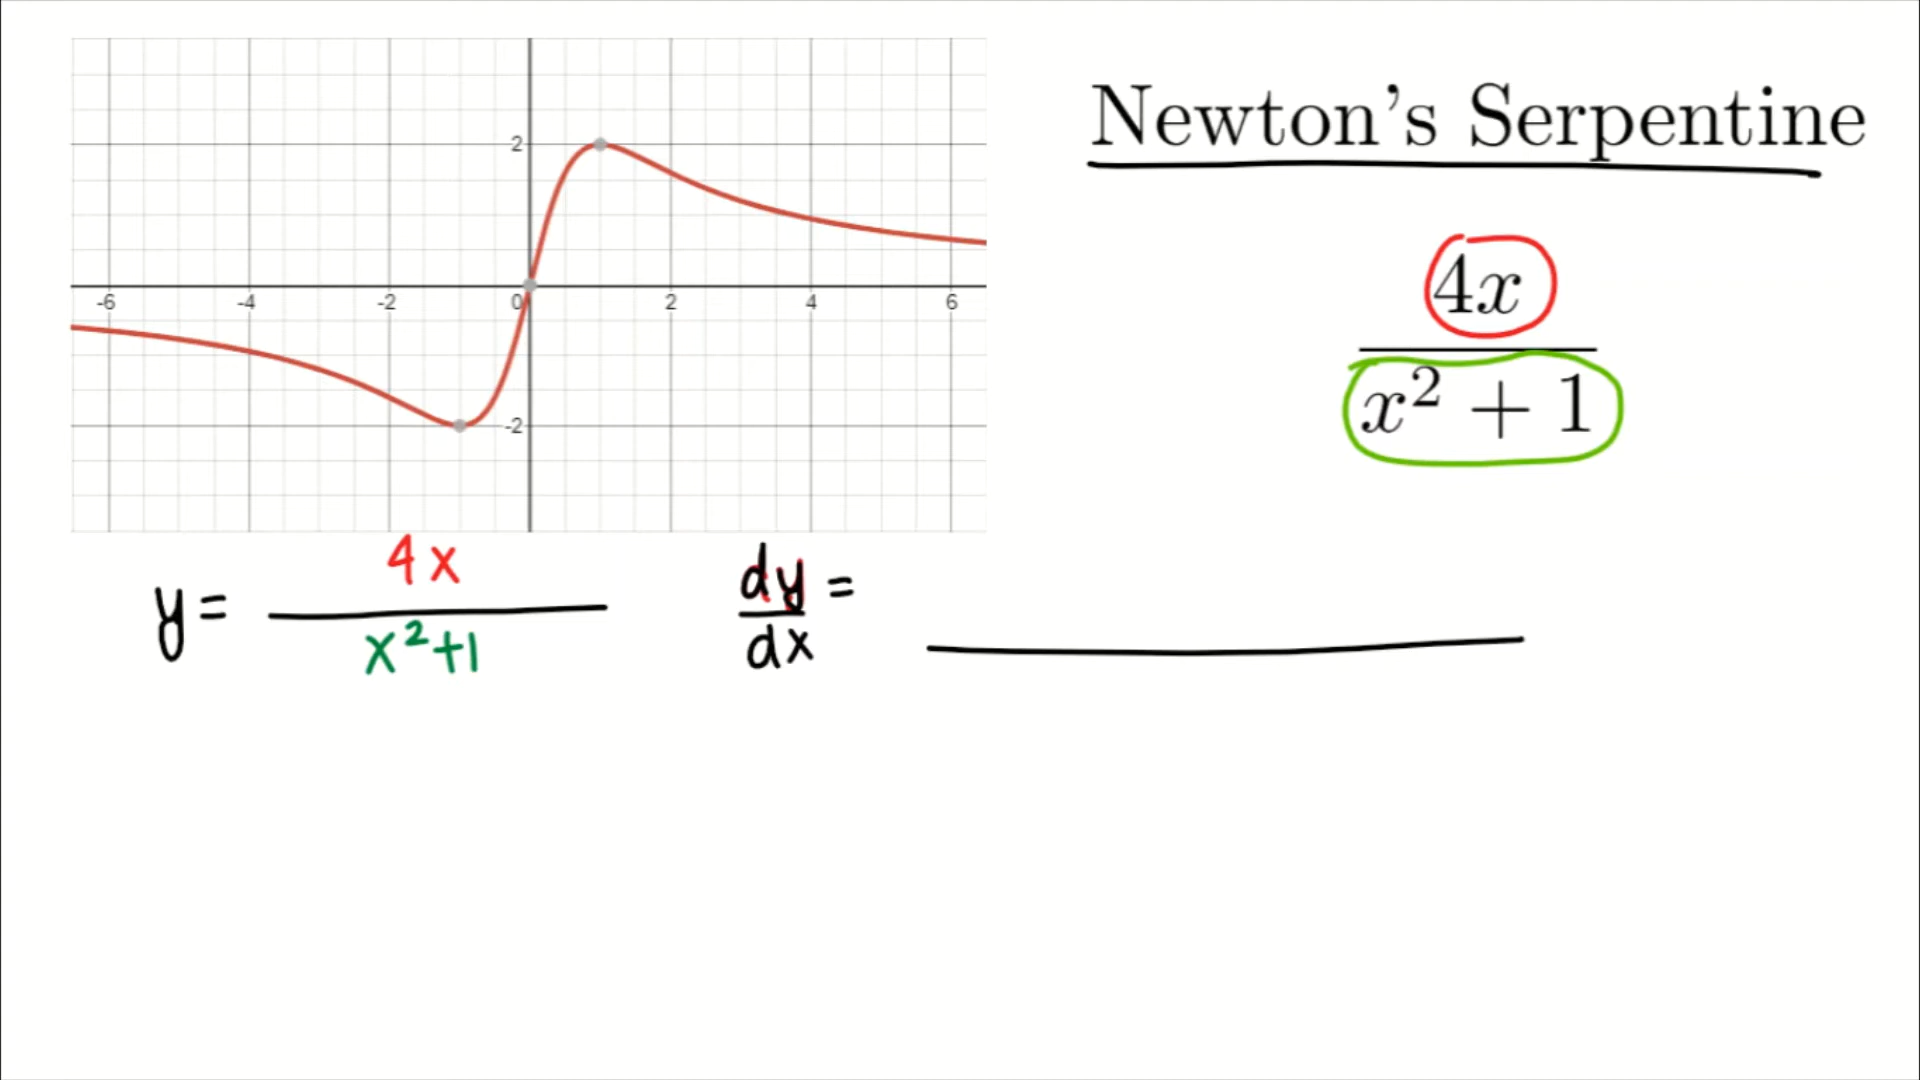 Newton's Serpentine
2
-6 -4 -2 0 2 4 6
-2
4x
x² + 1
y = 4x
x²+1
dy =
dx